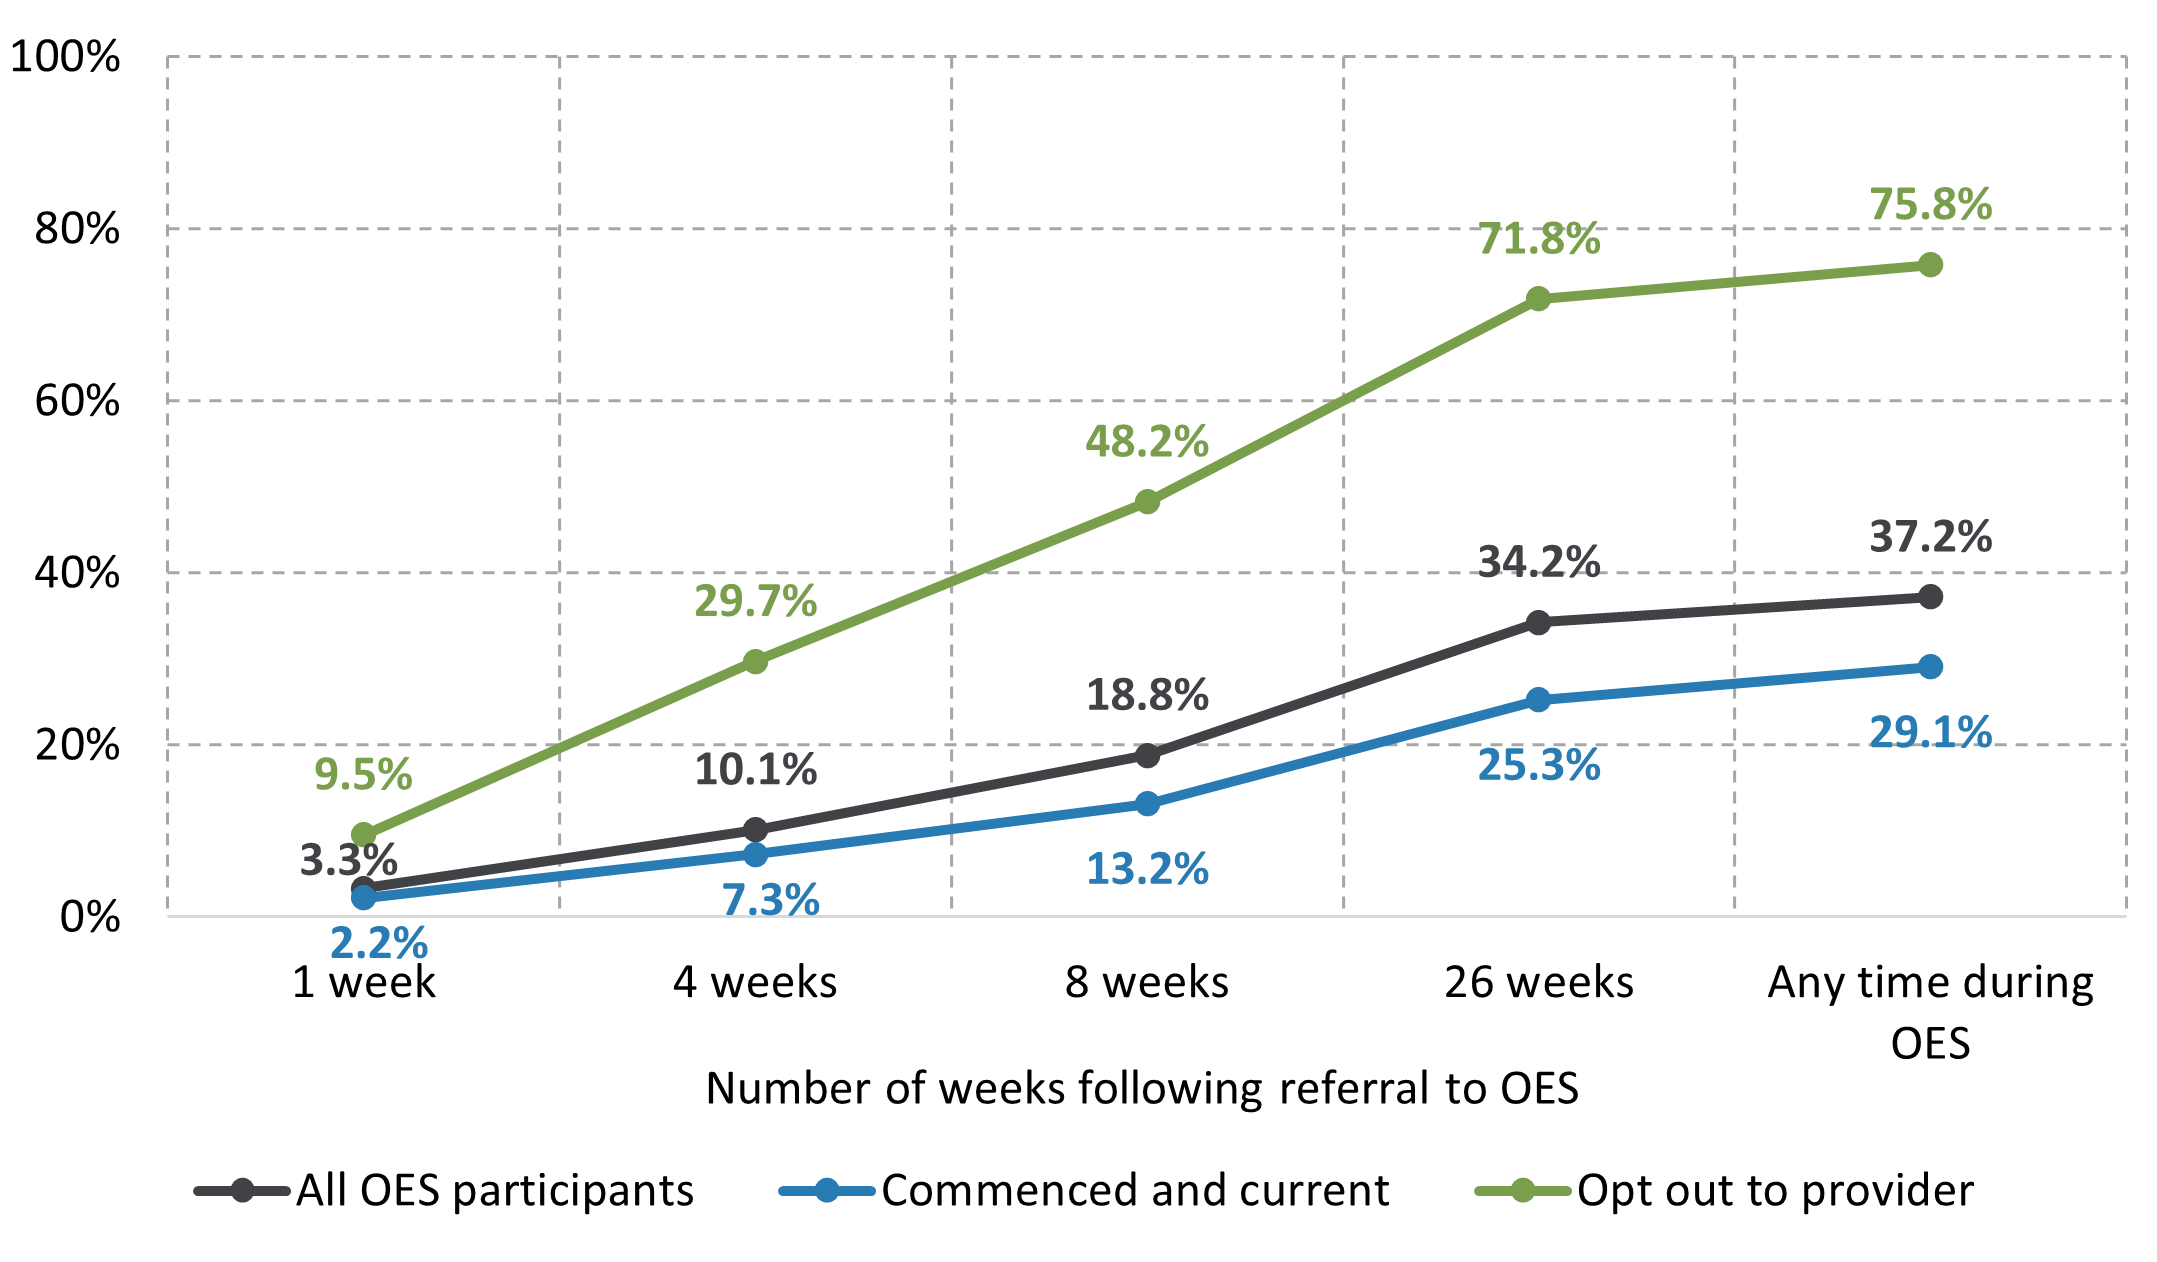 100%
80%
60%
40%
20%
0%
9.5%
29.7%
48.2%
71.8%
75.8%
3.3%
10.1%
18.8%
34.2%
37.2%
2.2%
7.3%
13.2%
25.3%
29.1%
1 week
4 weeks
8 weeks
26 weeks
Any time during
OES
Number of weeks following referral to OES
All OES participants
Commenced and current
Opt out to provider